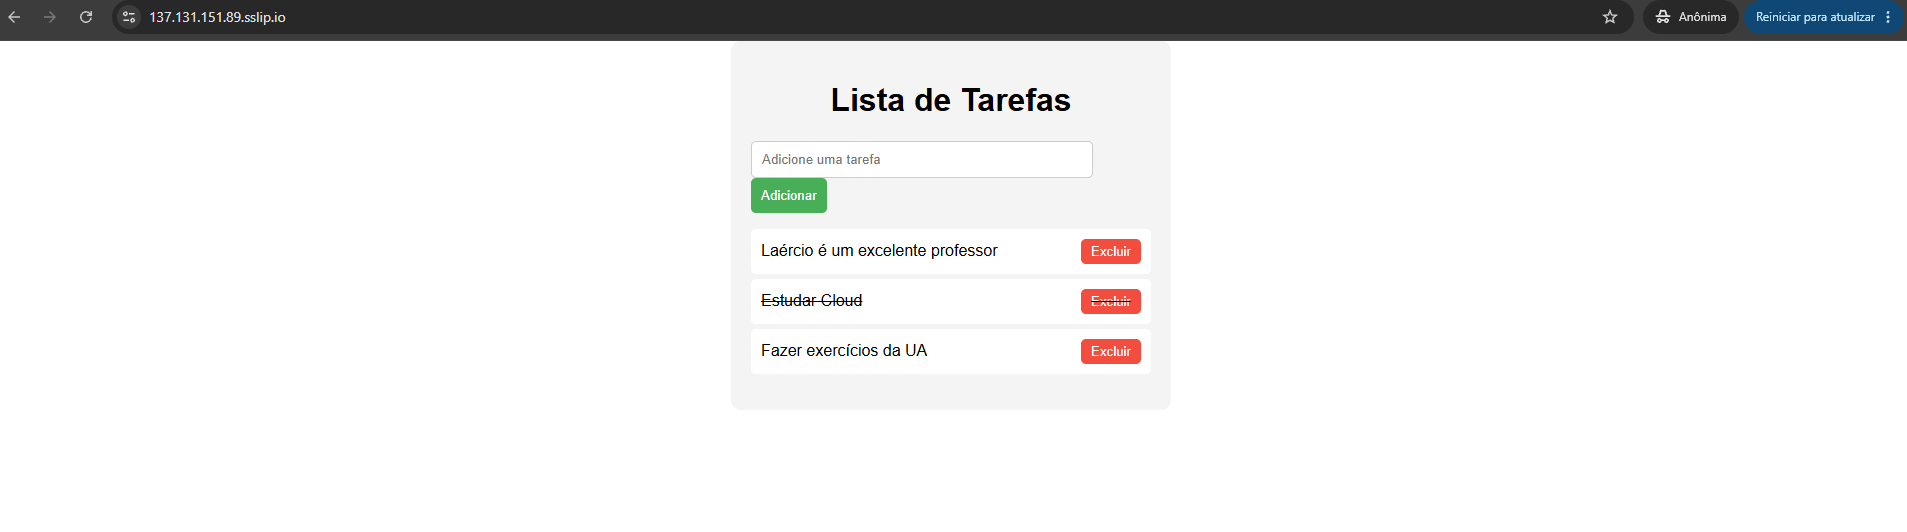 137.131.151.89.sslip.io
Anônima
Reiniciar para atualizar
Lista de Tarefas
Adicione uma tarefa
Adicionar
Laércio é um excelente professor
Excluir
Estudar Cloud
Excluir
Fazer exercícios da UA
Excluir